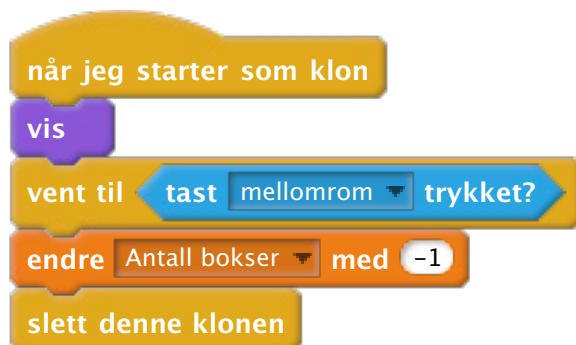 når jeg starter som klon
vis
vent til tast mellomrom trykket?
endre Antall bokser med -1
slett denne klonen